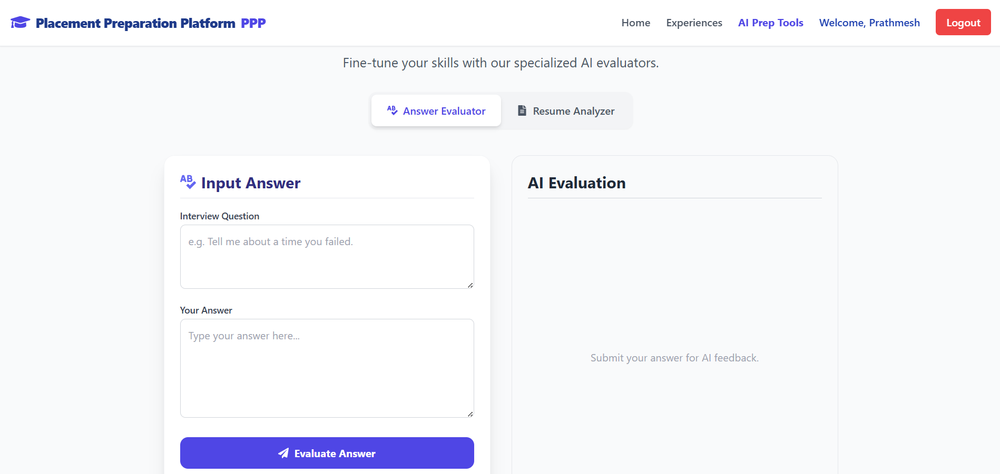 Placement Preparation Platform PPP
Home Experiences AI Prep Tools Welcome, Prathmesh Logout
Fine-tune your skills with our specialized AI evaluators.
AB Answer Evaluator
Resume Analyzer
AB Input Answer
Interview Question
e.g. Tell me about a time you failed.
Your Answer
Type your answer here...
Evaluate Answer
AI Evaluation
Submit your answer for AI feedback.